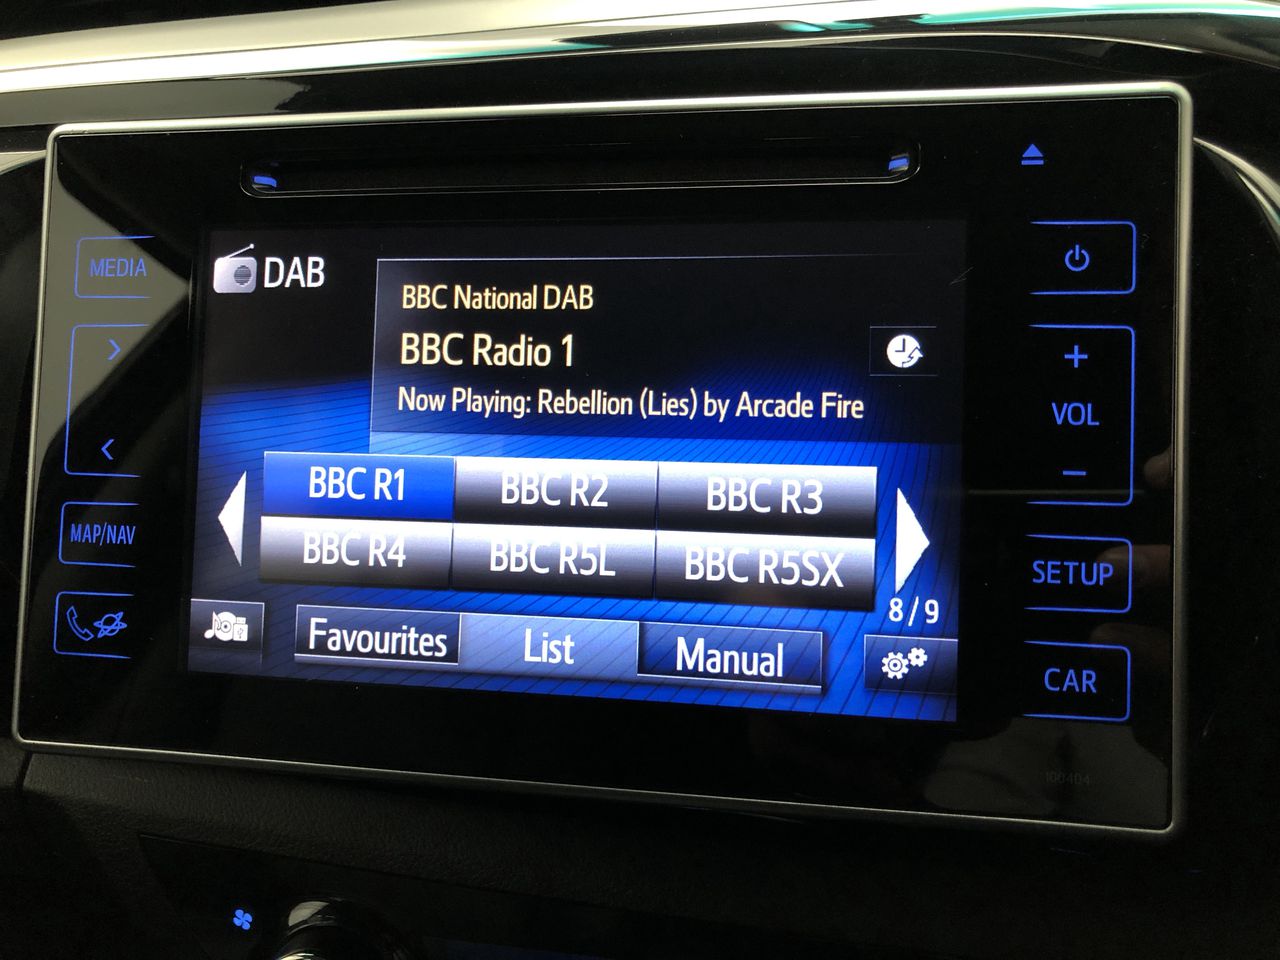 MEDIA
MAP/NAV
DAB
BBC National DAB
BBC Radio 1
Now Playing: Rebellion (Lies) by Arcade Fire
BBC R1 BBC R2 BBC R3
BBC R4 BBC R5L BBC R5SX
8/9
Favourites List Manual
+
VOL
−
SETUP
CAR
100404